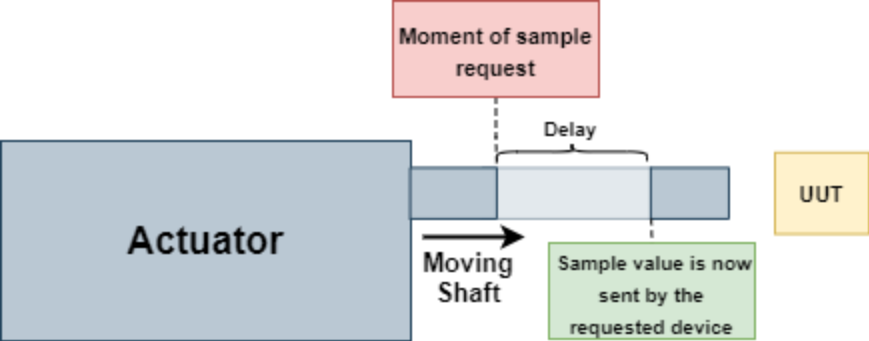 Moment of sample
request
Delay
UUT
Actuator
Moving
Shaft
Sample value is now
sent by the
requested device